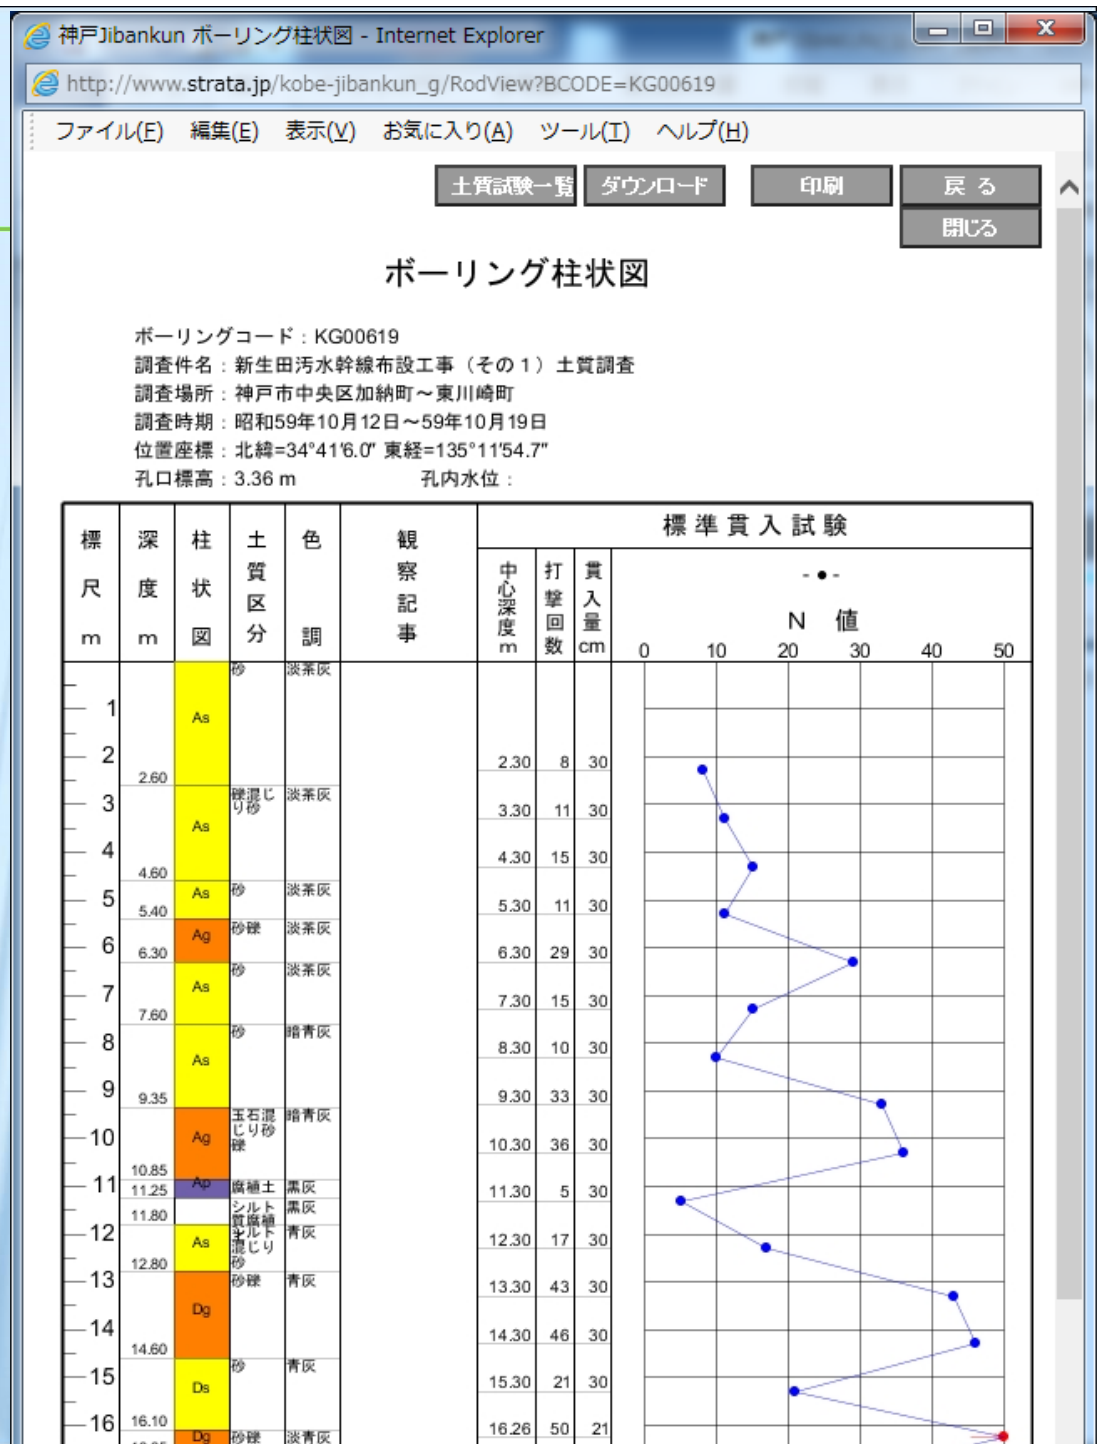 神戸Jibankun ボーリング柱状図 - Internet Explorer
http://www.strata.jp/kobe-jibankun_g/RodView?BCODE=KG00619
ファイル(F) 編集(E) 表示(V) お気に入り(A) ツール(T) ヘルプ(H)
土質試験一覧 ダウンロード 印刷 戻る
閉じる
ボーリング柱状図
ボーリングコード：KG00619
調査件名：新生田汚水幹線布設工事（その１）土質調査
調査場所：神戸市中央区加納町～東川崎町
調査時期：昭和59年10月12日～59年10月19日
位置座標：北緯=34°41'6.0" 東経=135°11'54.7"
孔口標高：3.36 m 孔内水位：
標尺m 深度m 柱状図 土質区分 色調 観察記事 標準貫入試験
中心深度m 打撃回数 貫入量cm N 値
0 10 20 30 40 50
砂 淡茶灰
1 As
2 2.30 8 30
2.60
3 礫混じり砂 淡茶灰 3.30 11 30
As
4 4.30 15 30
4.60
5 As 砂 淡茶灰 5.30 11 30
5.40
6 Ag 砂礫 淡茶灰 6.30 29 30
6.30
7 As 砂 淡茶灰 7.30 15 30
7.60
8 砂 暗青灰 8.30 10 30
As
9 9.30 33 30
9.35
10 Ag 玉石混じり砂礫 暗青灰 10.30 36 30
10.85
11 Ap 腐植土 黒灰 11.30 5 30
11.25
11.80 シルト質腐植 黒灰
12 As シルト混じり砂 青灰 12.30 17 30
12.80
13 砂礫 青灰 13.30 43 30
Dg
14 14.30 46 30
14.60
15 砂 青灰 15.30 21 30
Ds
16 16.10 16.26 50 21
Dg 砂礫 淡青灰